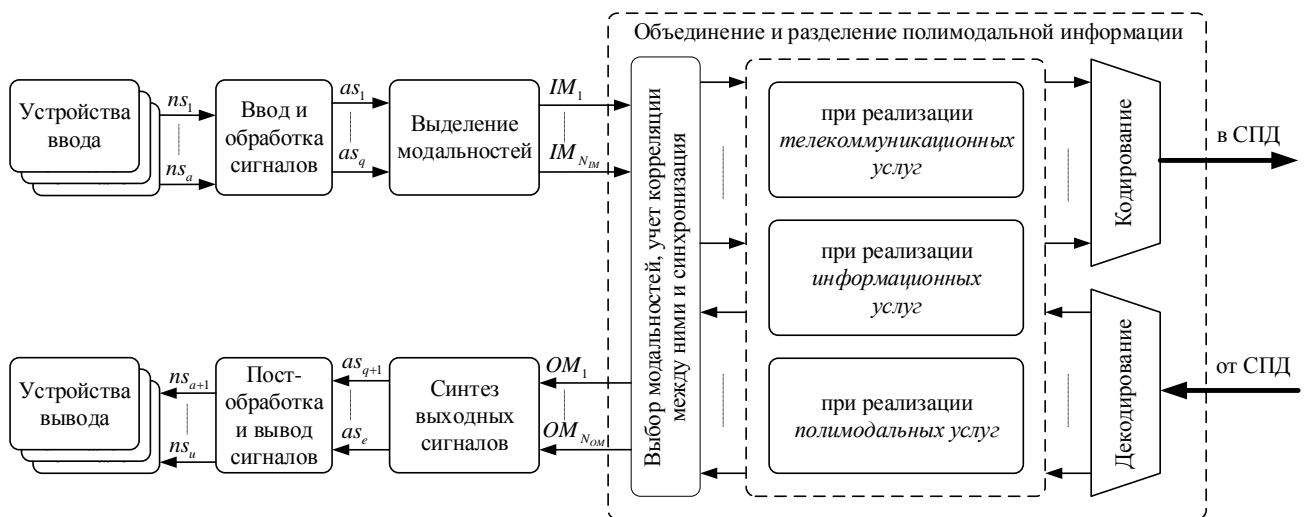 Объединение и разделение полимодальной информации
Устройства
ввода
ns1
nsa
Ввод и
обработка
сигналов
as1
asq
Выделение
модальностей
IM1
IMNIM
Выбор модальностей, учет корреляции
между ними и синхронизация
при реализации
телекоммуникационных
услуг
при реализации
информационных
услуг
при реализации
полимодальных услуг
Кодирование
в СПД
Декодирование
от СПД
Устройства
вывода
nsa+1
nsu
Пост-
обработка
и вывод
сигналов
asq+1
ase
Синтез
выходных
сигналов
OM1
OMNOM